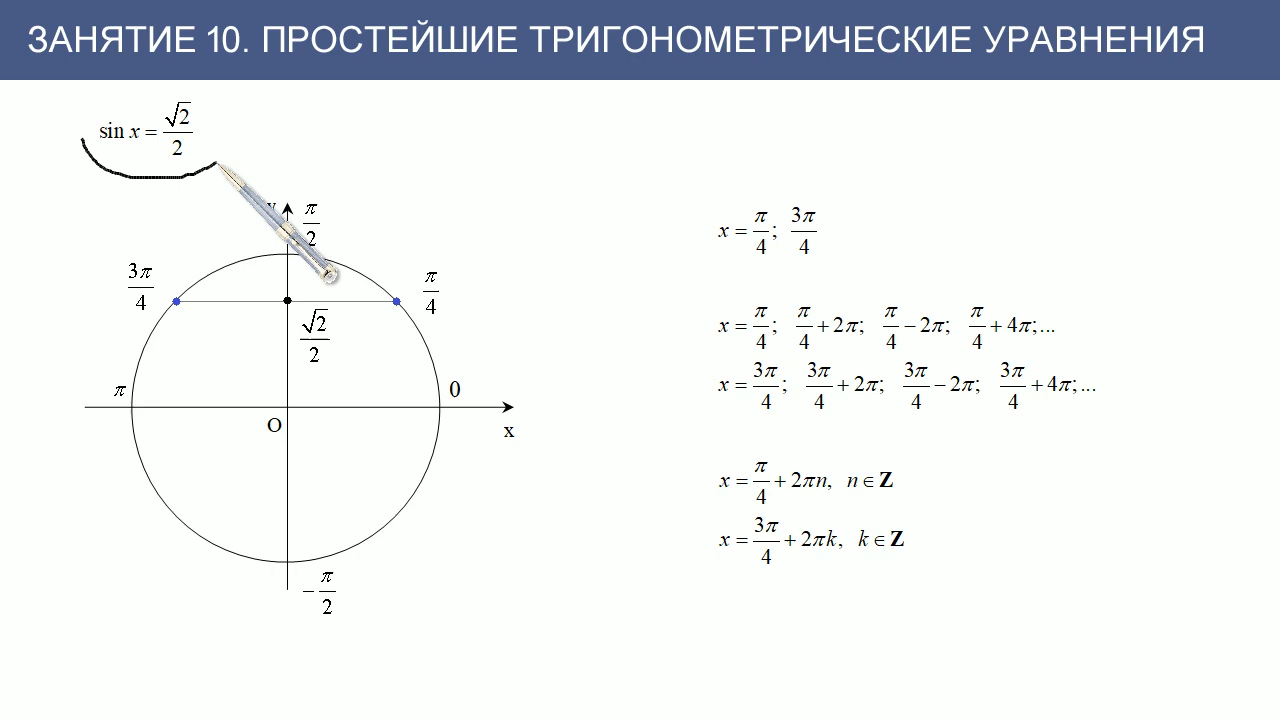 ЗАНЯТИЕ 10. ПРОСТЕЙШИЕ ТРИГОНОМЕТРИЧЕСКИЕ УРАВНЕНИЯ
sin x = √2/2
y
π/2
3π/4
π/4
√2/2
π
0
O
x
−π/2
x = π/4; 3π/4
x = π/4; π/4 + 2π; π/4 − 2π; π/4 + 4π;...
x = 3π/4; 3π/4 + 2π; 3π/4 − 2π; 3π/4 + 4π;...
x = π/4 + 2πn, n ∈ Z
x = 3π/4 + 2πk, k ∈ Z